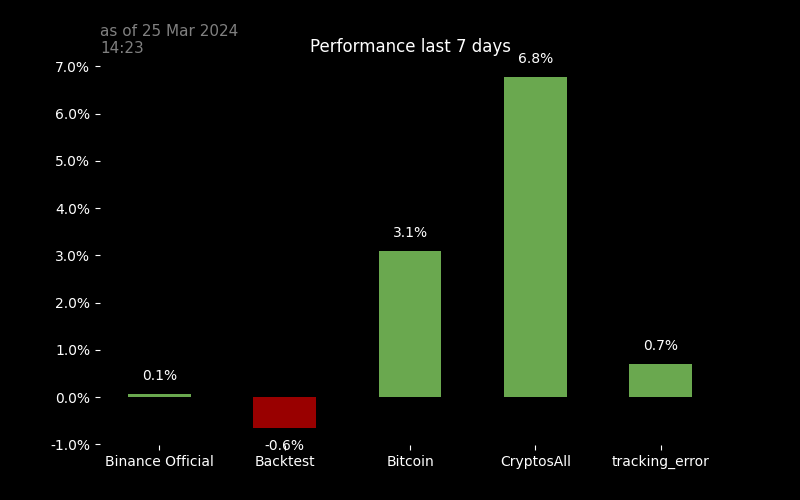 as of 25 Mar 2024
14:23
Performance last 7 days
7.0%
6.0%
5.0%
4.0%
3.0%
2.0%
1.0%
0.0%
-1.0%
0.1%
-0.6%
3.1%
6.8%
0.7%
Binance Official
Backtest
Bitcoin
CryptosAll
tracking_error